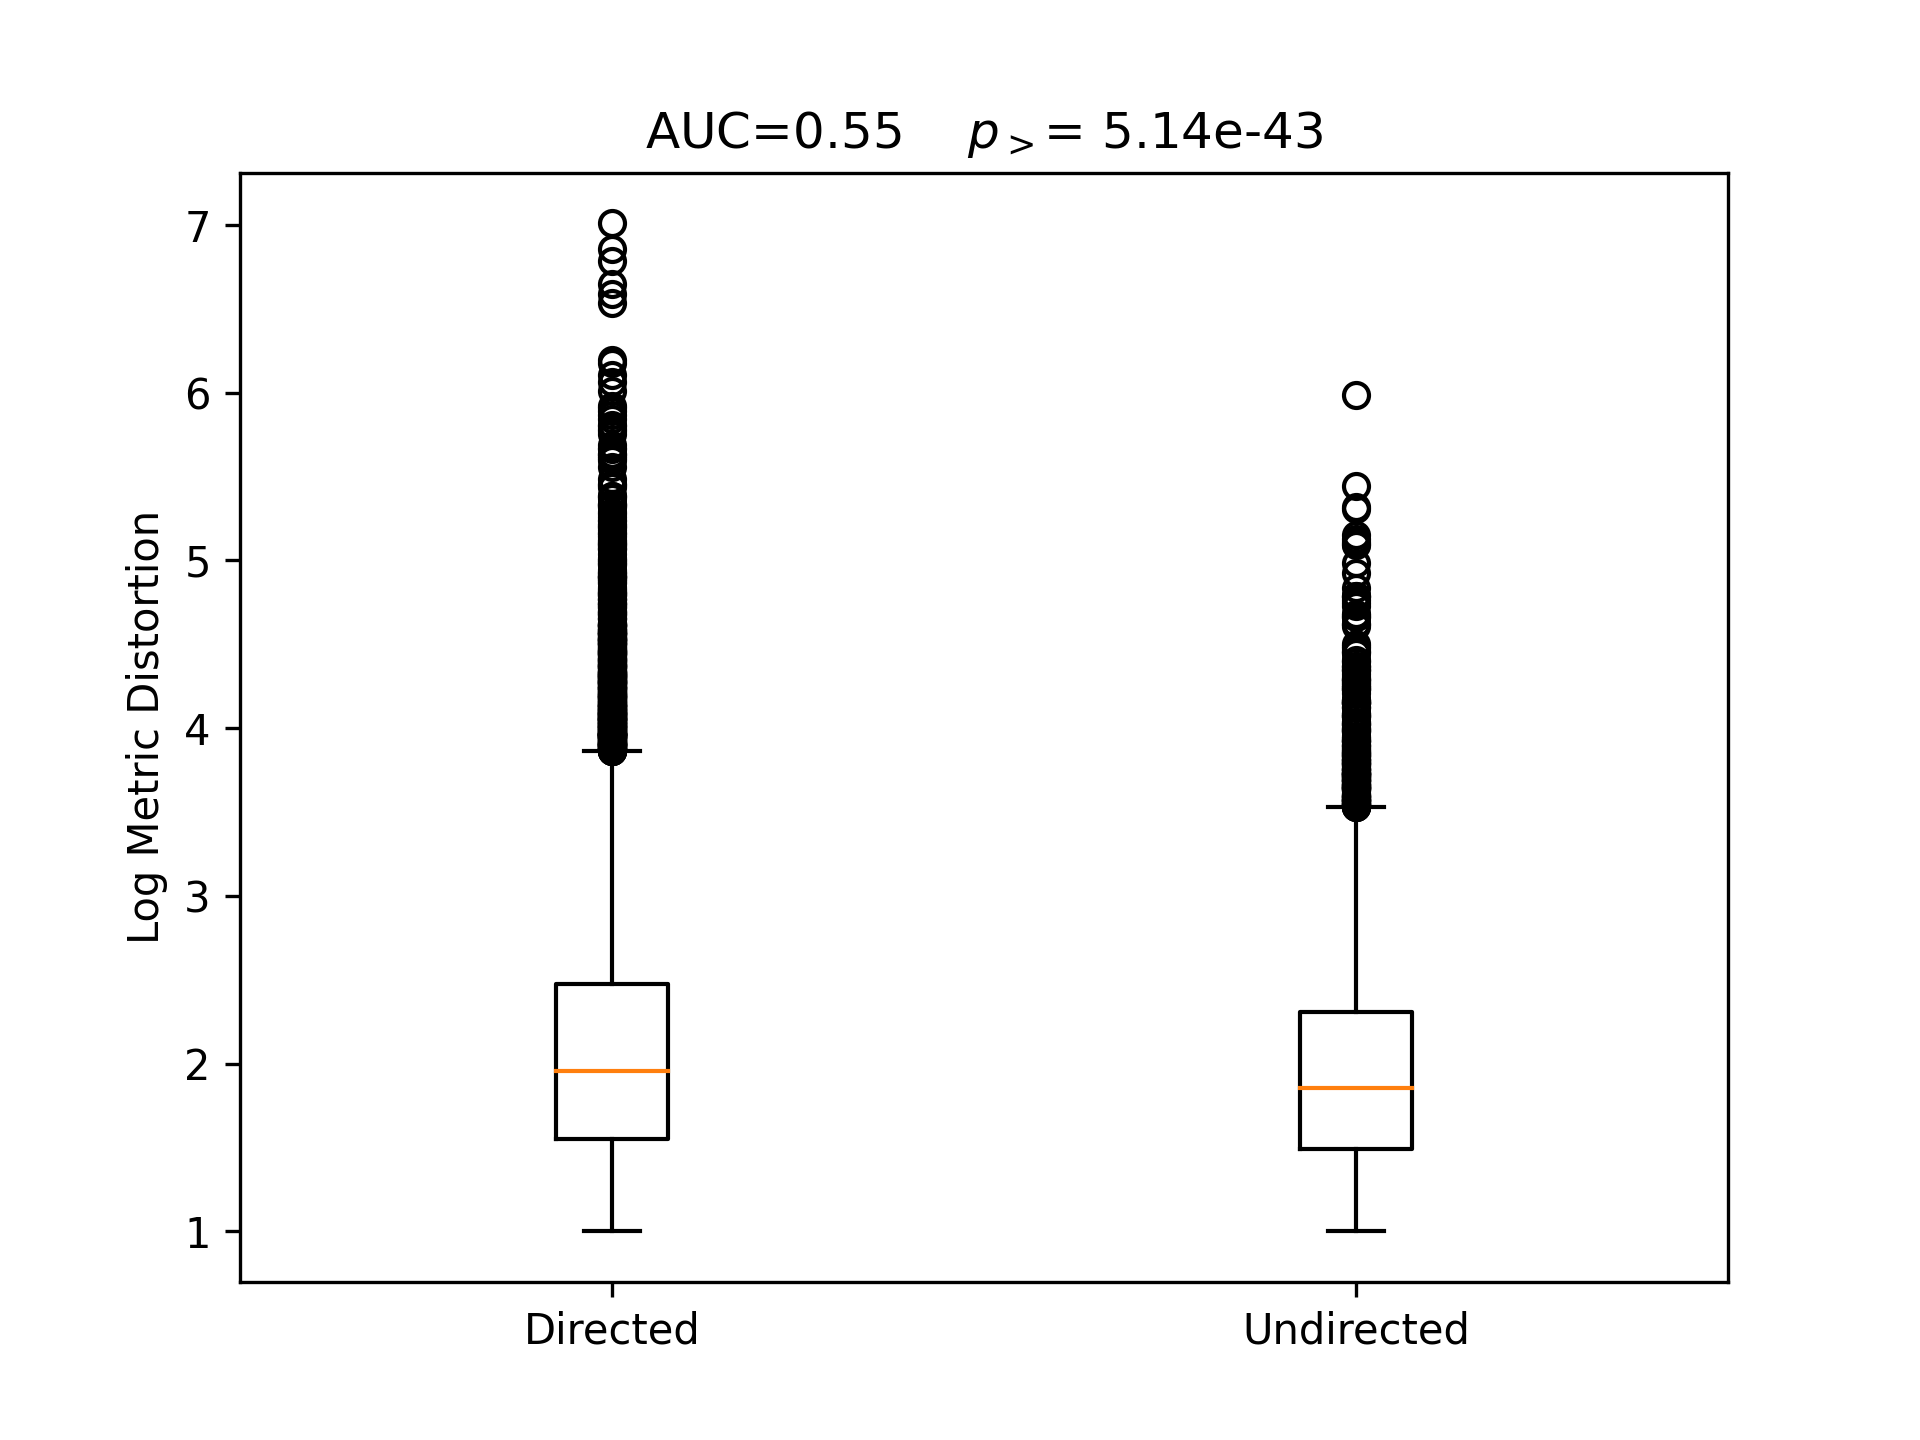 AUC=0.55 p> = 5.14e-43
7
6
5
4
3
2
1
Log Metric Distortion
Directed Undirected